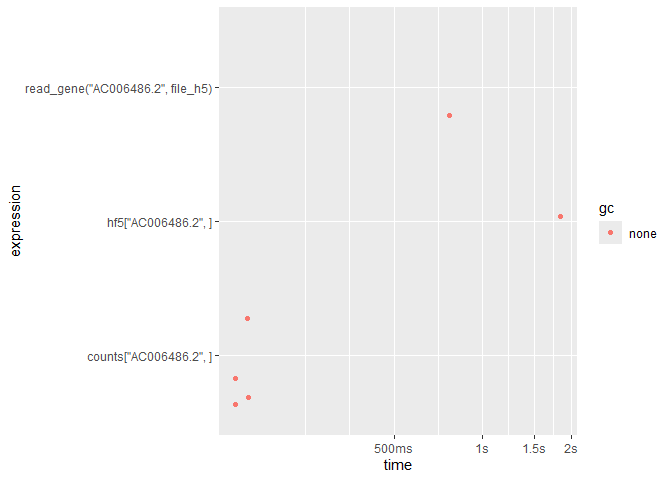 read_gene("AC006486.2", file_h5)
hf5["AC006486.2", ]
counts["AC006486.2", ]
expression
500ms
1s
1.5s
2s
time
gc
none